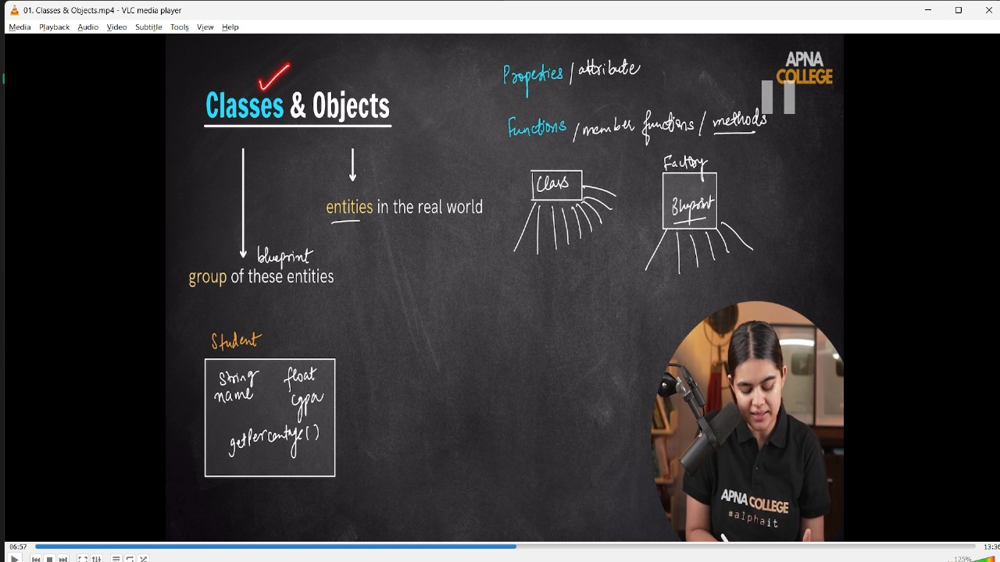 01. Classes & Objects.mp4 - VLC media player
Media Playback Audio Video Subtitle Tools View Help
Properties / attribute
APNA
COLLEGE
Classes & Objects
Functions / member functions / methods
Factory
Class
Blueprint
entities in the real world
blueprint
group of these entities
Student
String float
name cgpa
getPercentage()
APNA COLLEGE
#alphait
06:57
13:36
125%